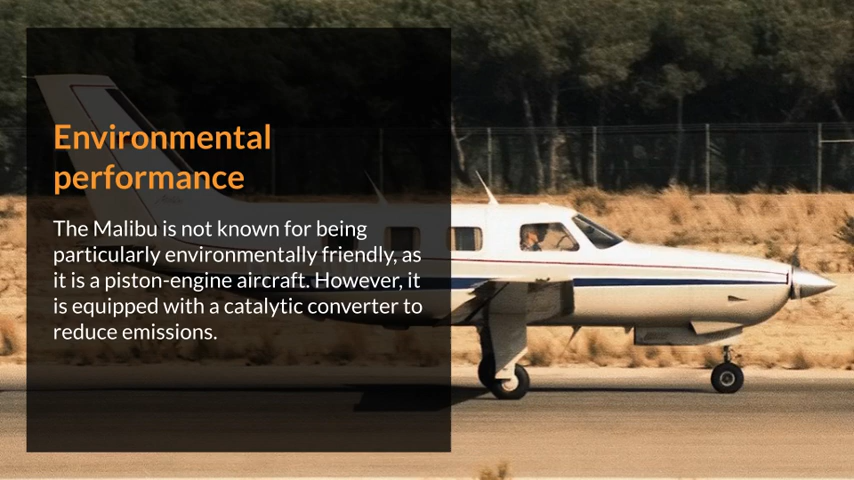 Environmental
performance
The Malibu is not known for being
particularly environmentally friendly, as
it is a piston-engine aircraft. However, it
is equipped with a catalytic converter to
reduce emissions.